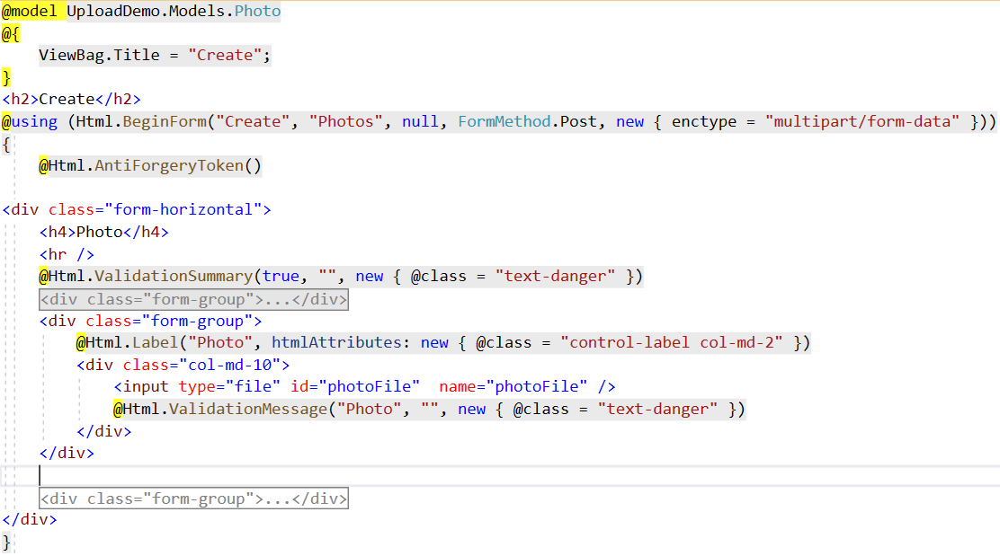 @model UploadDemo.Models.Photo
@{
ViewBag.Title = "Create";
}
<h2>Create</h2>
@using (Html.BeginForm("Create", "Photos", null, FormMethod.Post, new { enctype = "multipart/form-data" }))
{
@Html.AntiForgeryToken()
<div class="form-horizontal">
<h4>Photo</h4>
<hr />
@Html.ValidationSummary(true, "", new { @class = "text-danger" })
<div class="form-group">...</div>
<div class="form-group">
@Html.Label("Photo", htmlAttributes: new { @class = "control-label col-md-2" })
<div class="col-md-10">
<input type="file" id="photoFile"  name="photoFile" />
@Html.ValidationMessage("Photo", "", new { @class = "text-danger" })
</div>
</div>
<div class="form-group">...</div>
</div>
}